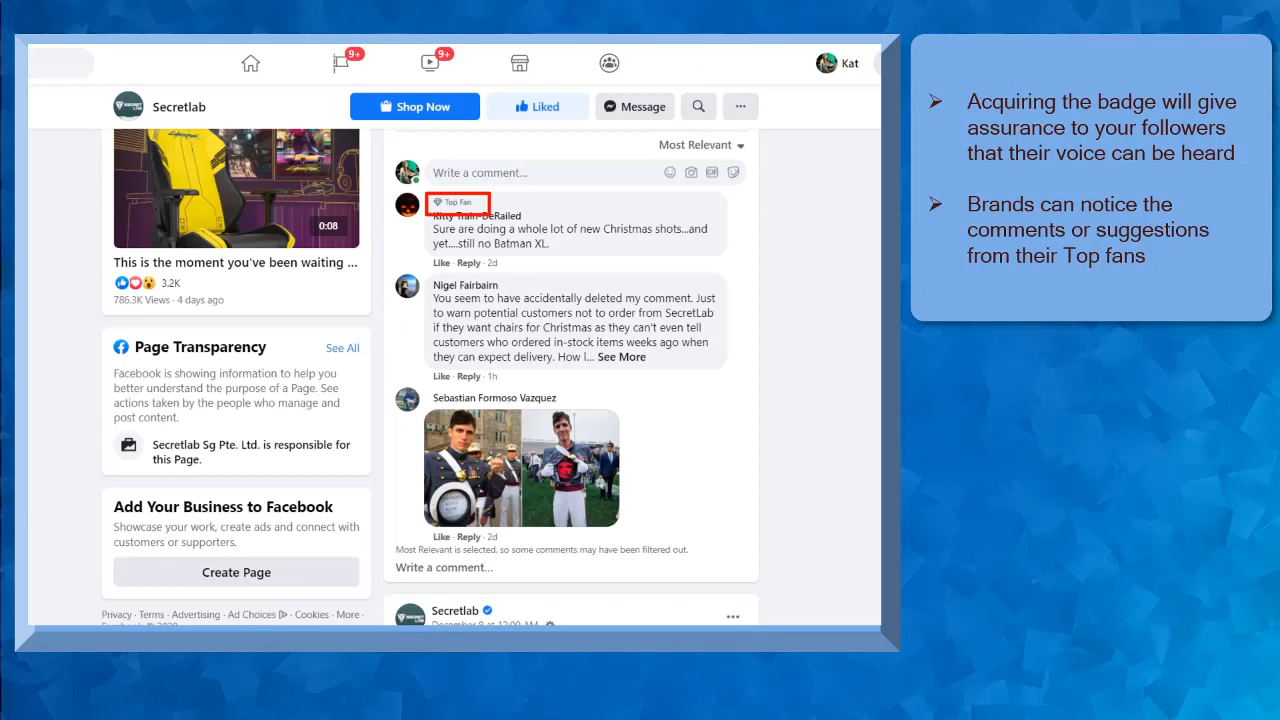 9+
9+
Kat
Secretlab
Shop Now
Liked
Message
Most Relevant
Write a comment...
GIF
Top Fan
Kitty Train-DeRailed
Sure are doing a whole lot of new Christmas shots...and
yet....still no Batman XL.
Like · Reply · 2d
Nigel Fairbairn
You seem to have accidentally deleted my comment. Just
to warn potential customers not to order from SecretLab
if they want chairs for Christmas as they can't even tell
customers who ordered in-stock items weeks ago when
they can expect delivery. How I... See More
Like · Reply · 1h
Sebastian Formoso Vazquez
Like · Reply · 2d
Most Relevant is selected, so some comments may have been filtered out.
Write a comment...
Secretlab
December 9 at 12:00 AM
0:08
This is the moment you've been waiting ...
3.2K
786.3K Views · 4 days ago
Page Transparency
See All
Facebook is showing information to help you
better understand the purpose of a Page. See
actions taken by the people who manage and
post content.
Secretlab Sg Pte. Ltd. is responsible for
this Page.
Add Your Business to Facebook
Showcase your work, create ads and connect with
customers or supporters.
Create Page
Privacy · Terms · Advertising · Ad Choices · Cookies · More ·
Facebook © 2020
➢ Acquiring the badge will give
assurance to your followers
that their voice can be heard
➢ Brands can notice the
comments or suggestions
from their Top fans